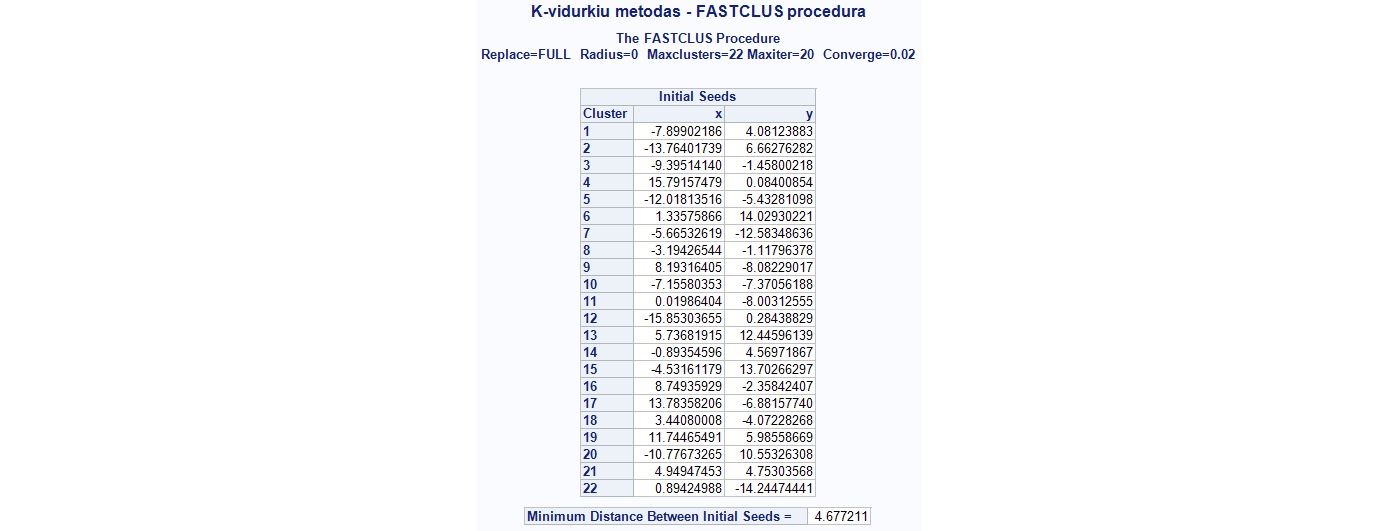 K-vidurkiu metodas - FASTCLUS procedura
The FASTCLUS Procedure
Replace=FULL Radius=0 Maxclusters=22 Maxiter=20 Converge=0.02
Initial Seeds
Cluster x y
1 -7.89902186 4.08123883
2 -13.76401739 6.66276282
3 -9.39514140 -1.45800218
4 15.79157479 0.08400854
5 -12.01813516 -5.43281098
6 1.33575866 14.02930221
7 -5.66532619 -12.58348636
8 -3.19426544 -1.11796378
9 8.19316405 -8.08229017
10 -7.15580353 -7.37056188
11 0.01986404 -8.00312555
12 -15.85303655 0.28438829
13 5.73681915 12.44596139
14 -0.89354596 4.56971867
15 -4.53161179 13.70266297
16 8.74935929 -2.35842407
17 13.78358206 -6.88157740
18 3.44080008 -4.07228268
19 11.74465491 5.98558669
20 -10.77673265 10.55326308
21 4.94947453 4.75303568
22 0.89424988 -14.24474441
Minimum Distance Between Initial Seeds = 4.677211